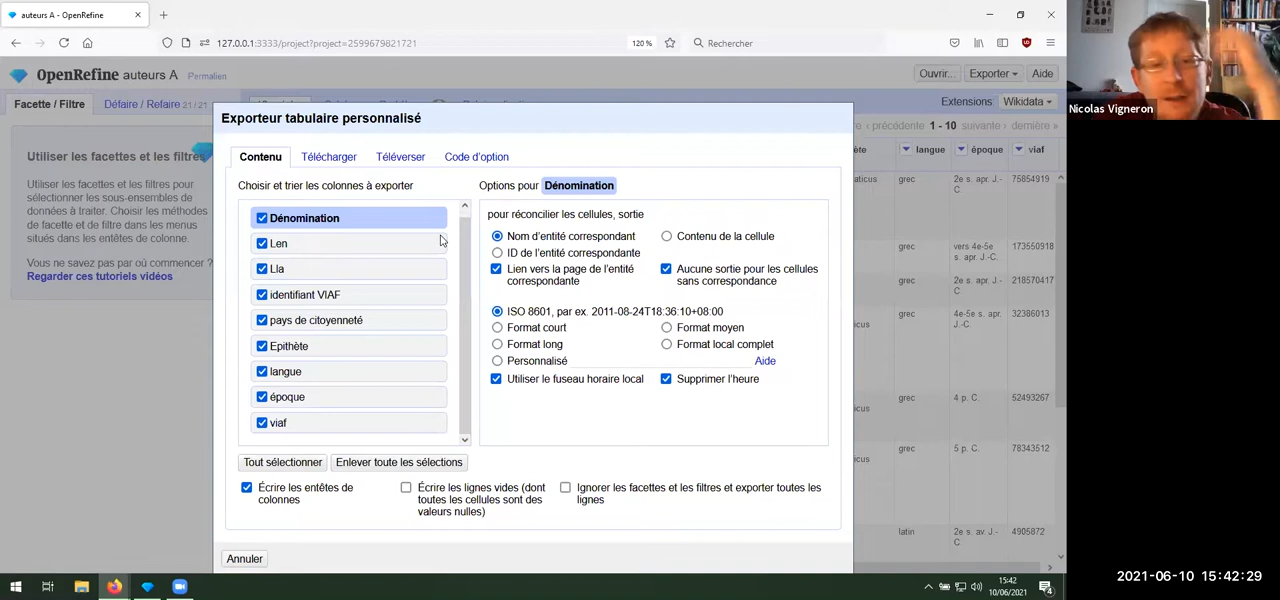 auteurs A - OpenRefine
127.0.0.1:3333/project?project=2599679821721
120 %
Rechercher
Nicolas Vigneron
OpenRefine auteurs A Permalien
Ouvrir...
Exporter
Aide
Facette / Filtre
Défaire / Refaire 21 / 21
Extensions
Wikidata
précédente 1 - 10 suivante › dernière »
langue
époque
viaf
Utiliser les facettes et les filtres
Utiliser les facettes et les filtres pour
sélectionner les sous-ensembles de
données à traiter. Choisir les méthodes
de facette et de filtre dans les menus
situés dans les entêtes de colonne.
Vous ne savez pas par où commencer ?
Regarder ces tutoriels vidéos
Exporteur tabulaire personnalisé
Contenu
Télécharger
Téléverser
Code d'option
Choisir et trier les colonnes à exporter
Dénomination
Len
Lla
identifiant VIAF
pays de citoyenneté
Epithète
langue
époque
viaf
Tout sélectionner
Enlever toute les sélections
Options pour Dénomination
pour réconcilier les cellules, sortie
Nom d'entité correspondant
Contenu de la cellule
ID de l'entité correspondante
Lien vers la page de l'entité
correspondante
Aucune sortie pour les cellules
sans correspondance
ISO 8601, par ex. 2011-08-24T18:36:10+08:00
Format court
Format moyen
Format long
Format local complet
Personnalisé
Aide
Utiliser le fuseau horaire local
Supprimer l'heure
Écrire les entêtes de
colonnes
Écrire les lignes vides (dont
toutes les cellules sont des
valeurs nulles)
Ignorer les facettes et les filtres et exporter toutes les
lignes
Annuler
grec
2e s. apr. J.-
C.
75854919
grec
vers 4e-5e
s. apr. J.-C.
173550918
grec
2e s. apr. J.-
C.
218570417
grec
4e-5e s. apr.
J.-C.
32386013
grec
4 p. C.
52493267
grec
5 p. C.
78343512
latin
2e s. av. J.-
C.
4905872
15:42
10/06/2021
4
2021-06-10 15:42:29